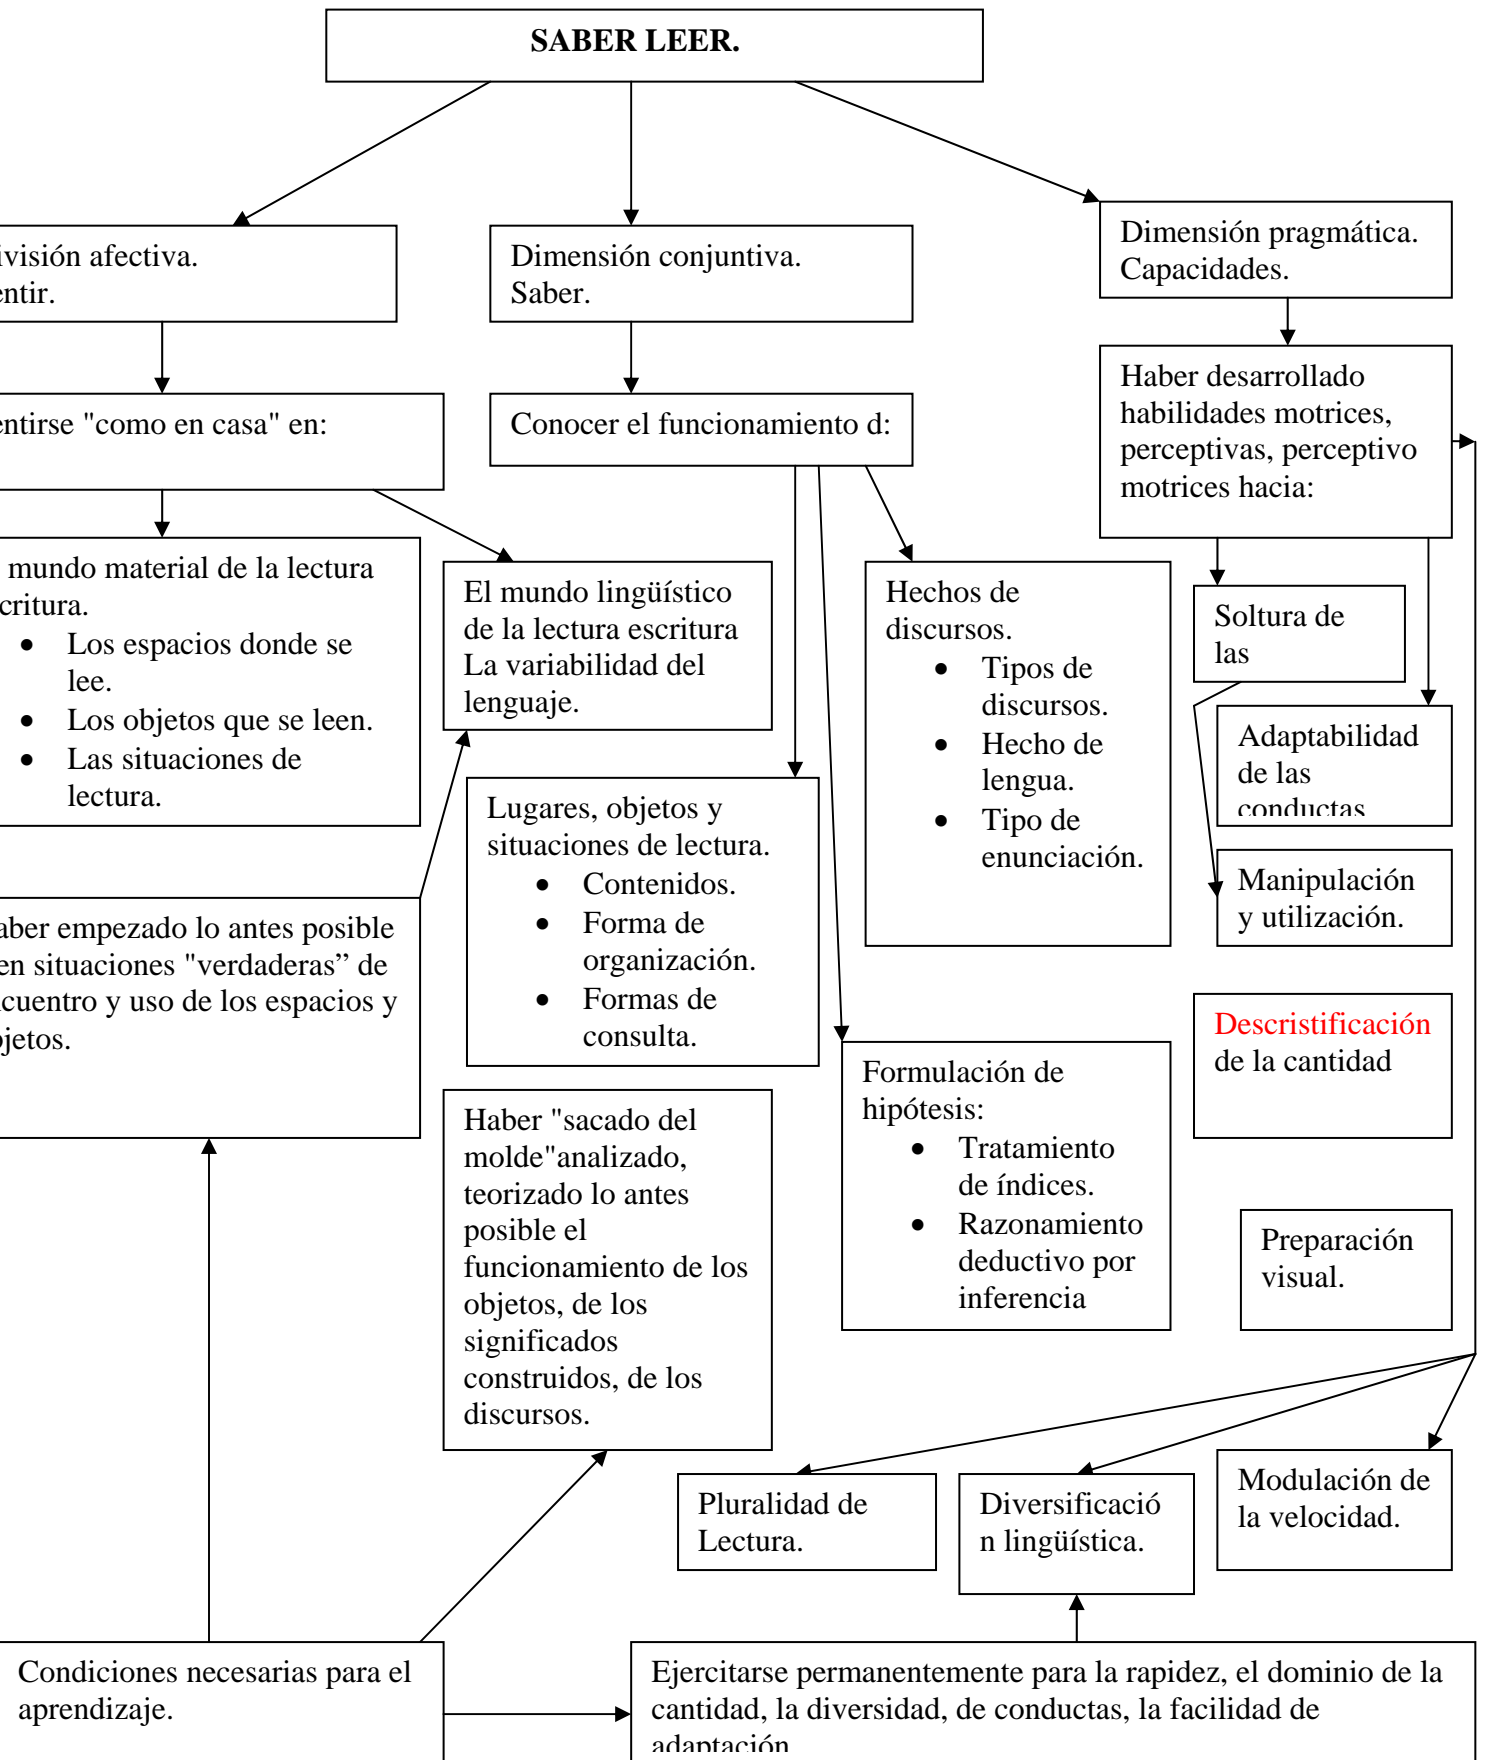 SABER LEER.
ivisión afectiva.
entir.
Dimensión conjuntiva.
Saber.
Dimensión pragmática.
Capacidades.
entirse "como en casa" en:
Conocer el funcionamiento d:
Haber desarrollado
habilidades motrices,
perceptivas, perceptivo
motrices hacia:
mundo material de la lectura
critura.
• Los espacios donde se
lee.
• Los objetos que se leen.
• Las situaciones de
lectura.
El mundo lingüístico
de la lectura escritura
La variabilidad del
lenguaje.
Hechos de
discursos.
• Tipos de
discursos.
• Hecho de
lengua.
• Tipo de
enunciación.
Soltura de
las
Adaptabilidad
de las
conductas
Lugares, objetos y
situaciones de lectura.
• Contenidos.
• Forma de
organización.
• Formas de
consulta.
Manipulación
y utilización.
aber empezado lo antes posible
en situaciones "verdaderas” de
cuentro y uso de los espacios y
jetos.
Descristificación
de la cantidad
Formulación de
hipótesis:
• Tratamiento
de índices.
• Razonamiento
deductivo por
inferencia
Haber "sacado del
molde"analizado,
teorizado lo antes
posible el
funcionamiento de los
objetos, de los
significados
construidos, de los
discursos.
Preparación
visual.
Pluralidad de
Lectura.
Diversificació
n lingüística.
Modulación de
la velocidad.
Condiciones necesarias para el
aprendizaje.
Ejercitarse permanentemente para la rapidez, el dominio de la
cantidad, la diversidad, de conductas, la facilidad de
adaptación